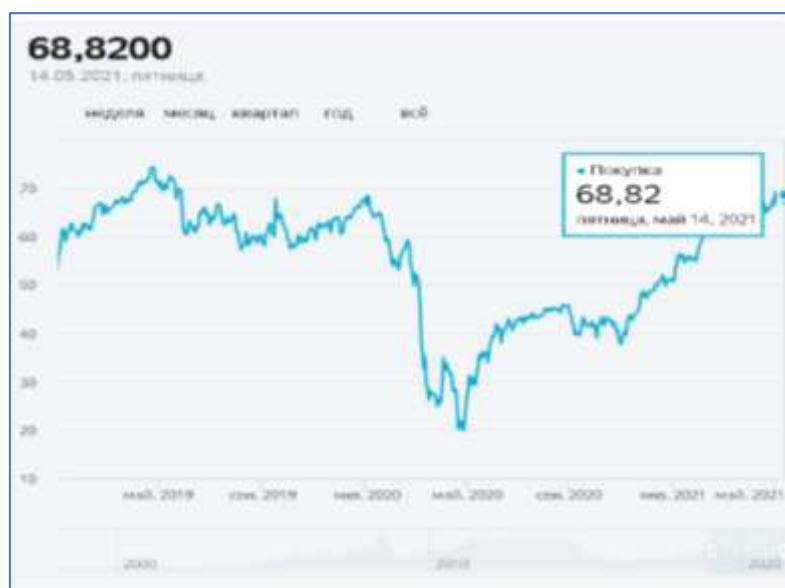 68,8200
14.05.2021, пятница
неделя месяц квартал год всё
• Покупка
68,82
пятница, май 14, 2021
70
60
50
40
30
20
10
май, 2019 сен, 2019 янв, 2020 май, 2020 сен, 2020 янв, 2021 май, 2021
2000 2010 2020